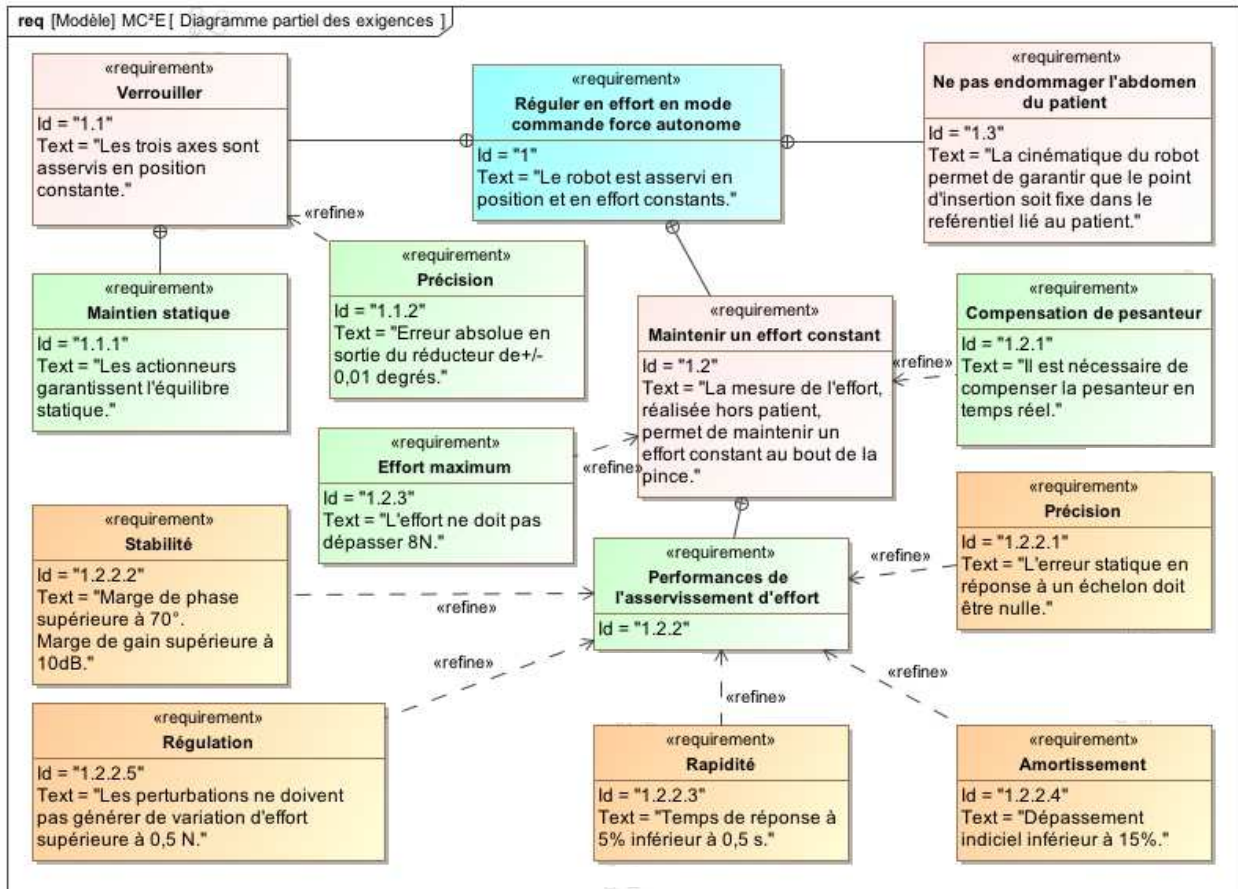 req [Modèle] MC²E [ Diagramme partiel des exigences ]
«requirement»
Verrouiller
Id = "1.1"
Text = "Les trois axes sont
asservis en position
constante."
«requirement»
Réguler en effort en mode
commande force autonome
Id = "1"
Text = "Le robot est asservi en
position et en effort constants."
«requirement»
Ne pas endommager l'abdomen
du patient
Id = "1.3"
Text = "La cinématique du robot
permet de garantir que le point
d'insertion soit fixe dans le
reférentiel lié au patient."
«refine»
«requirement»
Maintien statique
Id = "1.1.1"
Text = "Les actionneurs
garantissent l'équilibre
statique."
«requirement»
Précision
Id = "1.1.2"
Text = "Erreur absolue en
sortie du réducteur de+/-
0,01 degrés."
«requirement»
Maintenir un effort constant
Id = "1.2"
Text = "La mesure de l'effort,
réalisée hors patient,
permet de maintenir un
effort constant au bout de la
pince."
«refine»
«requirement»
Compensation de pesanteur
Id = "1.2.1"
Text = "Il est nécessaire de
compenser la pesanteur en
temps réel."
«requirement»
Effort maximum
Id = "1.2.3"
Text = "L'effort ne doit pas
dépasser 8N."
«refine»
«requirement»
Stabilité
Id = "1.2.2.2"
Text = "Marge de phase
supérieure à 70°.
Marge de gain supérieure à
10dB."
«refine»
«requirement»
Performances de
l'asservissement d'effort
Id = "1.2.2"
«refine»
«requirement»
Précision
Id = "1.2.2.1"
Text = "L'erreur statique en
réponse à un échelon doit
être nulle."
«refine»
«refine»
«refine»
«requirement»
Régulation
Id = "1.2.2.5"
Text = "Les perturbations ne doivent
pas générer de variation d'effort
supérieure à 0,5 N."
«requirement»
Rapidité
Id = "1.2.2.3"
Text = "Temps de réponse à
5% inférieur à 0,5 s."
«requirement»
Amortissement
Id = "1.2.2.4"
Text = "Dépassement
indiciel inférieur à 15%."